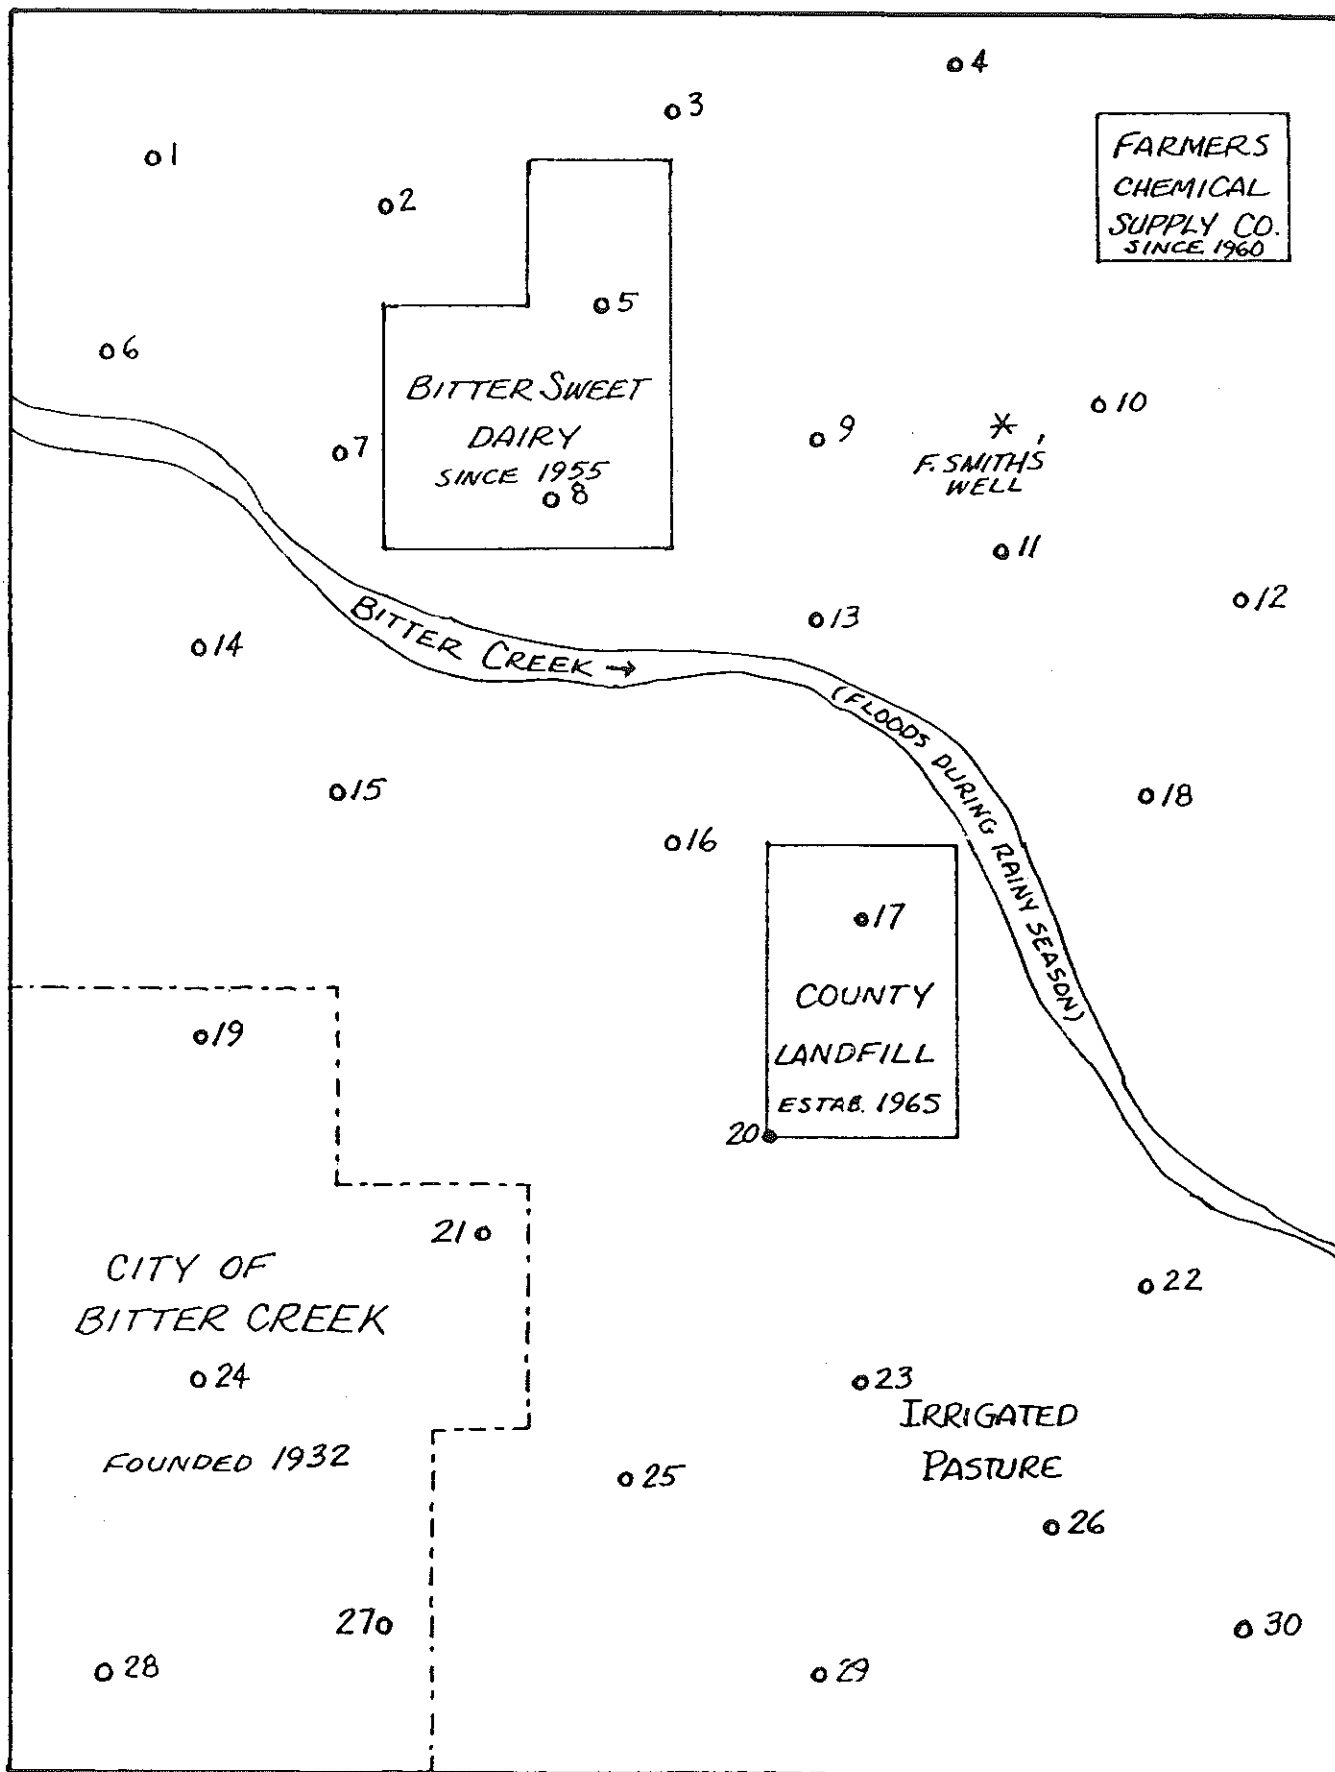 4
3
1
FARMERS
CHEMICAL
SUPPLY CO.
SINCE 1960
2
5
6
BITTER SWEET
DAIRY
SINCE 1955
8
7
9
10
F. SMITHS'
WELL
11
12
13
14
BITTER CREEK →
(FLOODS DURING RAINY SEASON)
15
18
16
17
COUNTY
LANDFILL
ESTAB. 1965
19
20
21
CITY OF
BITTER CREEK
22
24
23
IRRIGATED
PASTURE
FOUNDED 1932
25
26
27
30
28
29